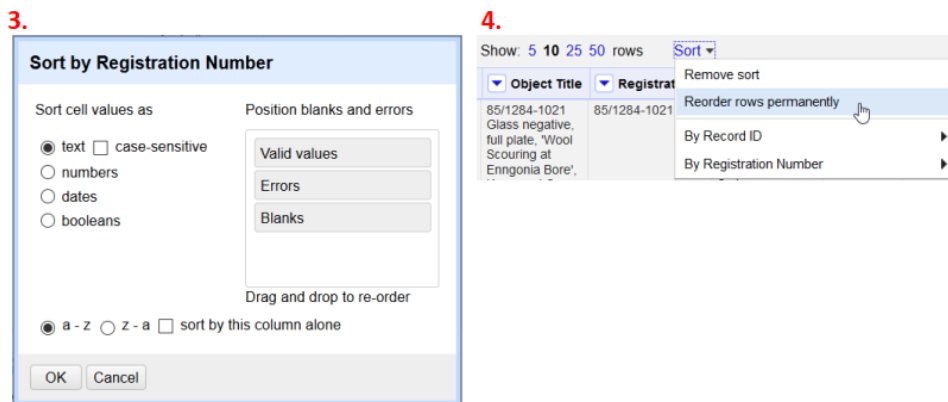 3.
Sort by Registration Number
Sort cell values as
Position blanks and errors
text case-sensitive
numbers
dates
booleans
Valid values
Errors
Blanks
Drag and drop to re-order
a - z z - a sort by this column alone
OK Cancel
4.
Show: 5 10 25 50 rows Sort
Object Title Registrat
85/1284-1021 85/1284-1021
Glass negative,
full plate, 'Wool
Scouring at
Enngonia Bore',
Remove sort
Reorder rows permanently
By Record ID
By Registration Number